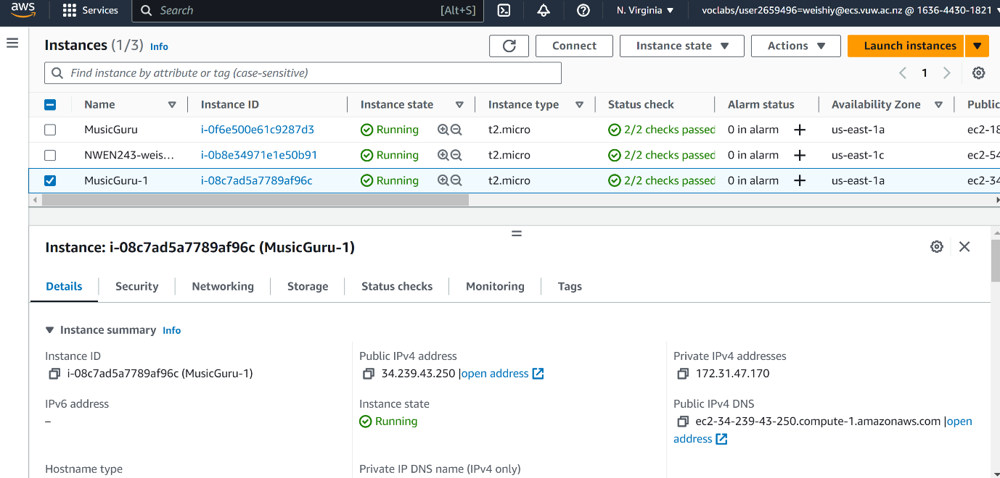 aws Services Search [Alt+S] N. Virginia voclabs/user2659496=weishiy@ecs.vuw.ac.nz @ 1636-4430-1821
Instances (1/3) Info Connect Instance state Actions Launch instances
Find instance by attribute or tag (case-sensitive) 1
Name Instance ID Instance state Instance type Status check Alarm status Availability Zone Public
MusicGuru i-0f6e500e61c9287d3 Running t2.micro 2/2 checks passed 0 in alarm + us-east-1a ec2-18
NWEN243-weis... i-0b8e34971e1e50b91 Running t2.micro 2/2 checks passed 0 in alarm + us-east-1c ec2-54
MusicGuru-1 i-08c7ad5a7789af96c Running t2.micro 2/2 checks passed 0 in alarm + us-east-1a ec2-34
Instance: i-08c7ad5a7789af96c (MusicGuru-1)
Details Security Networking Storage Status checks Monitoring Tags
Instance summary Info
Instance ID Public IPv4 address Private IPv4 addresses
i-08c7ad5a7789af96c (MusicGuru-1) 34.239.43.250 |open address 172.31.47.170
IPv6 address Instance state Public IPv4 DNS
– Running ec2-34-239-43-250.compute-1.amazonaws.com |open
address
Hostname type Private IP DNS name (IPv4 only)